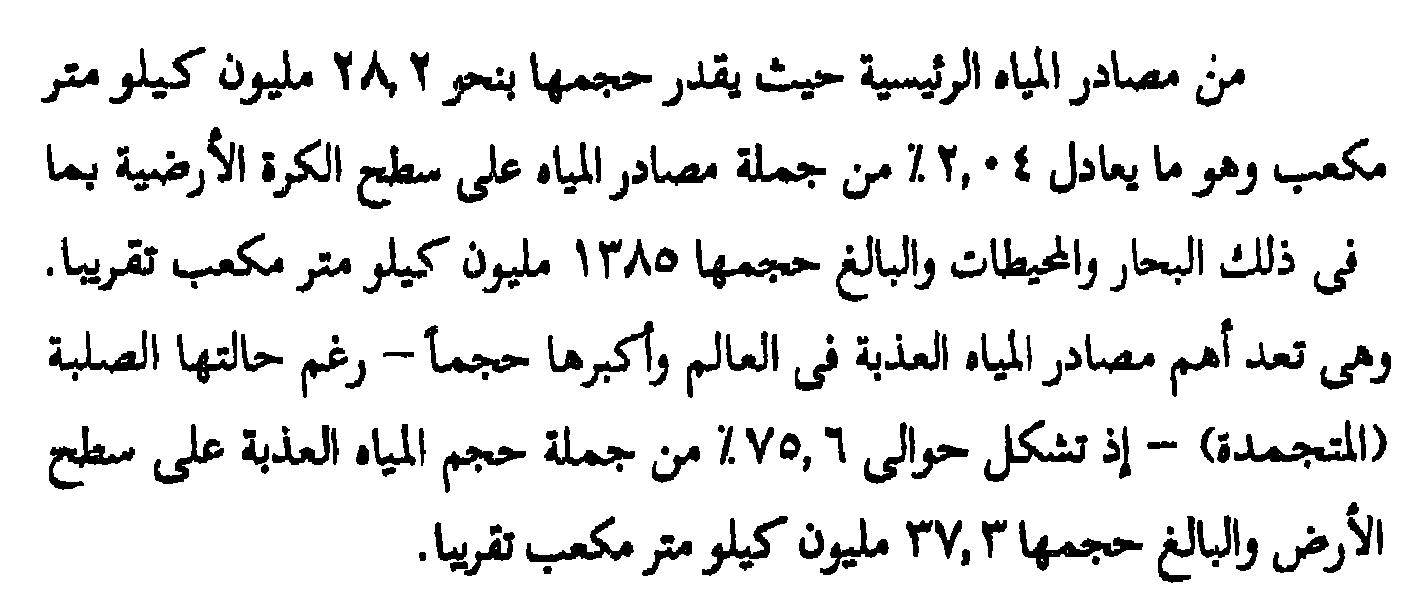 من مصادر المياه الرئيسية حيث يقدر حجمها بنحو ٢٨,٢ مليون كيلو متر
مكعب وهو ما يعادل ٢,٠٤٪ من جملة مصادر المياه على سطح الكرة الأرضية بما
فى ذلك البحار والمحيطات والبالغ حجمها ١٣٨٥ مليون كيلو متر مكعب تقريبا.
وهى تعد أهم مصادر المياه العذبة فى العالم وأكبرها حجماً – رغم حالتها الصلبة
(المتجمدة) – إذ تشكل حوالى ٧٥,٦٪ من جملة حجم المياه العذبة على سطح
الأرض والبالغ حجمها ٣٧,٣ مليون كيلو متر مكعب تقريبا.